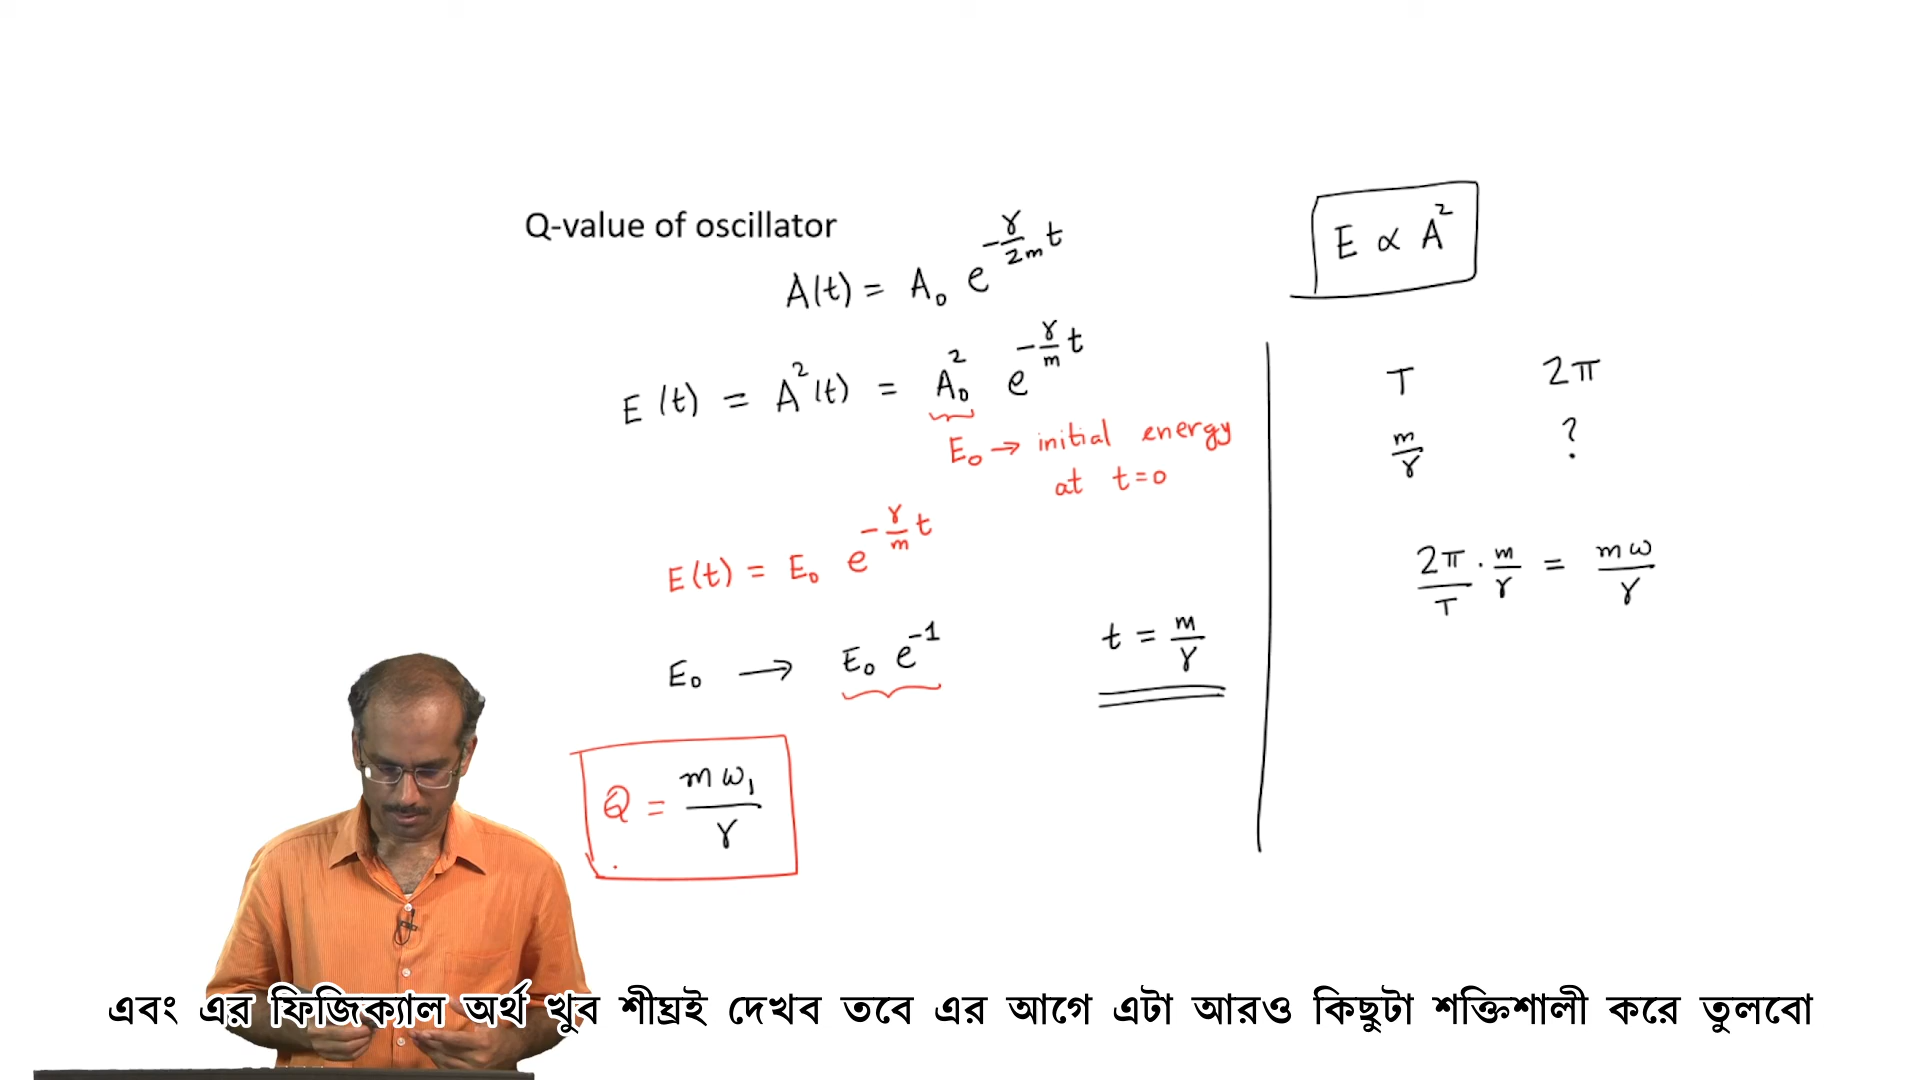 Q-value of oscillator
A(t) = A₀ e^(-γ/2m t)
E(t) = A²(t) = A₀² e^(-γ/m t)
E₀ → initial energy
at t=0
E(t) = E₀ e^(-γ/m t)
E₀ → E₀ e⁻¹
t = m/γ
Q = mω₁/γ
E ∝ A²
T 2π
m/γ ?
2π/T · m/γ = mω/γ
এবং এর ফিজিক্যাল অর্থ খুব শীঘ্রই দেখব তবে এর আগে এটা আরও কিছুটা শক্তিশালী করে তুলবো